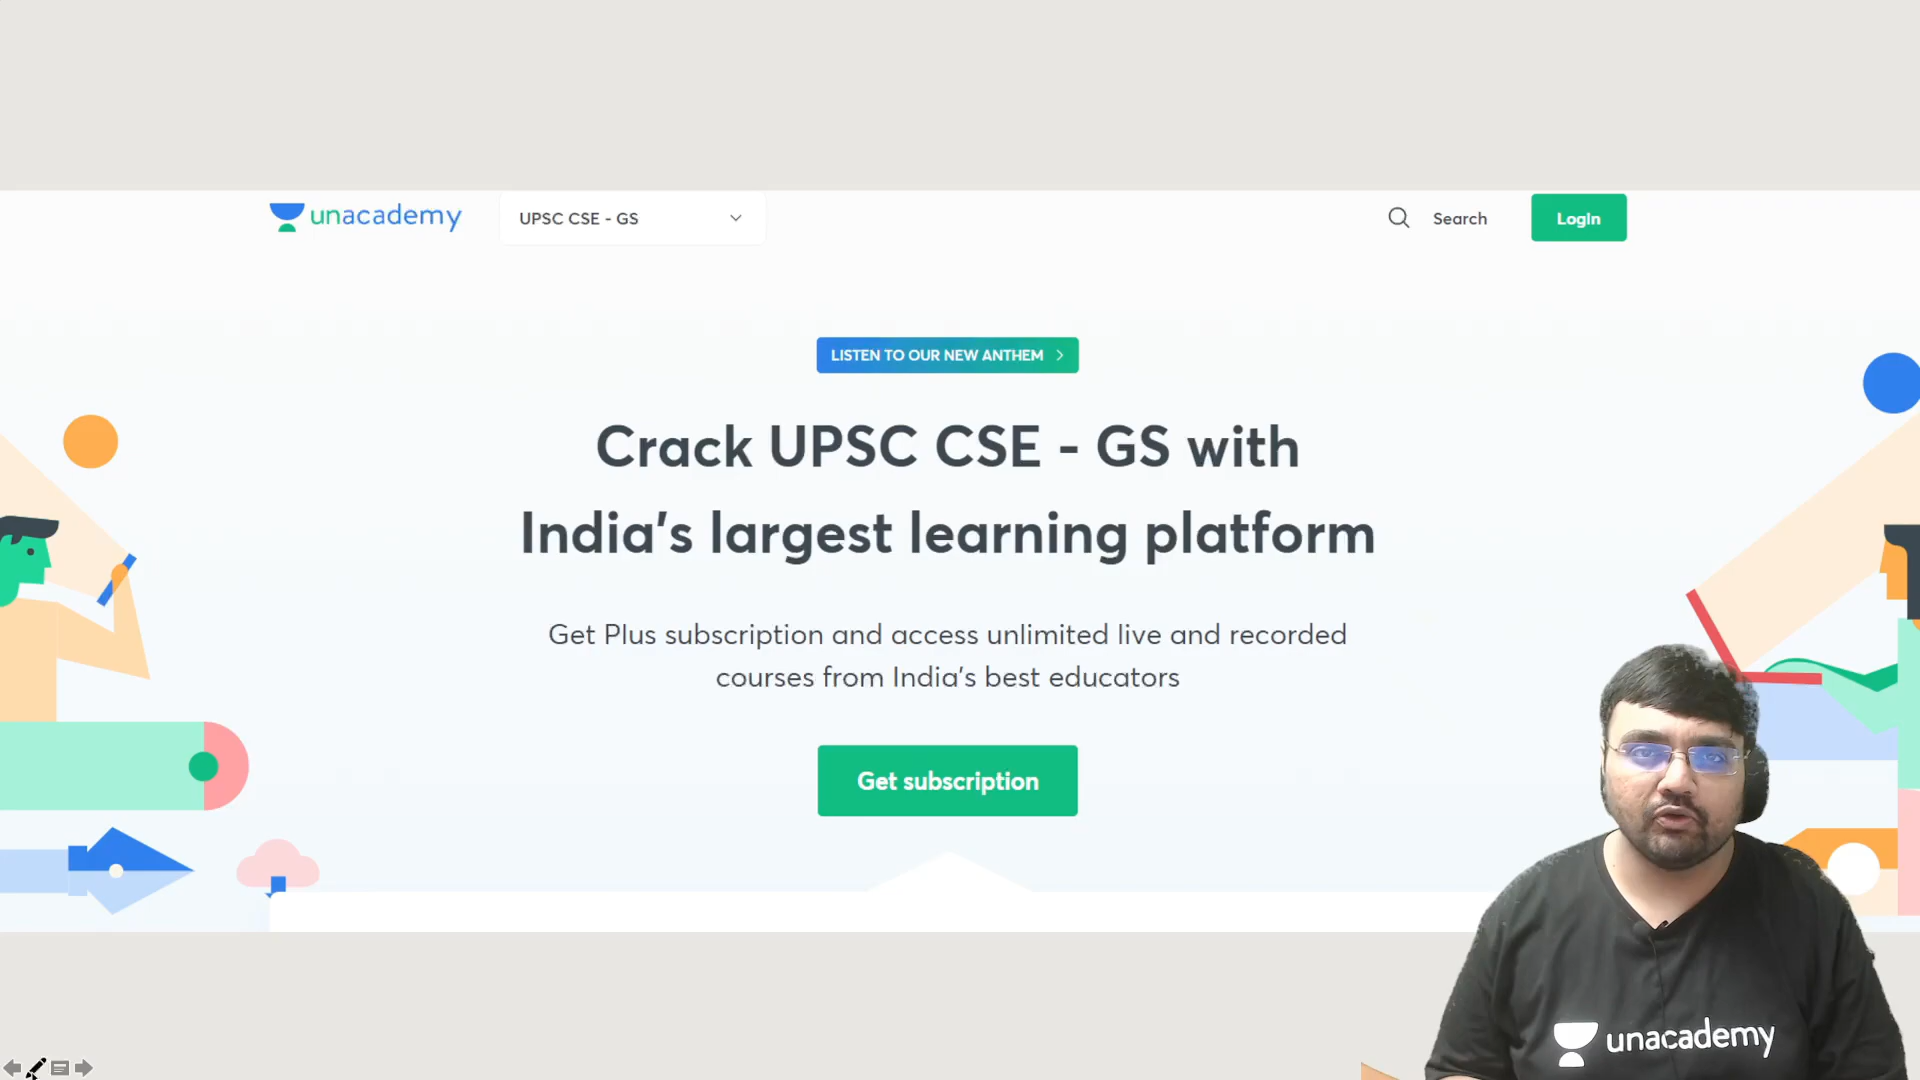 unacademy
UPSC CSE - GS
Search
Login
LISTEN TO OUR NEW ANTHEM
Crack UPSC CSE - GS with
India's largest learning platform
Get Plus subscription and access unlimited live and recorded
courses from India's best educators
Get subscription
unacademy